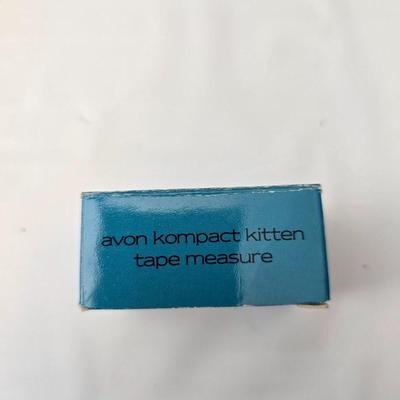 avon kompact kitten
tape measure